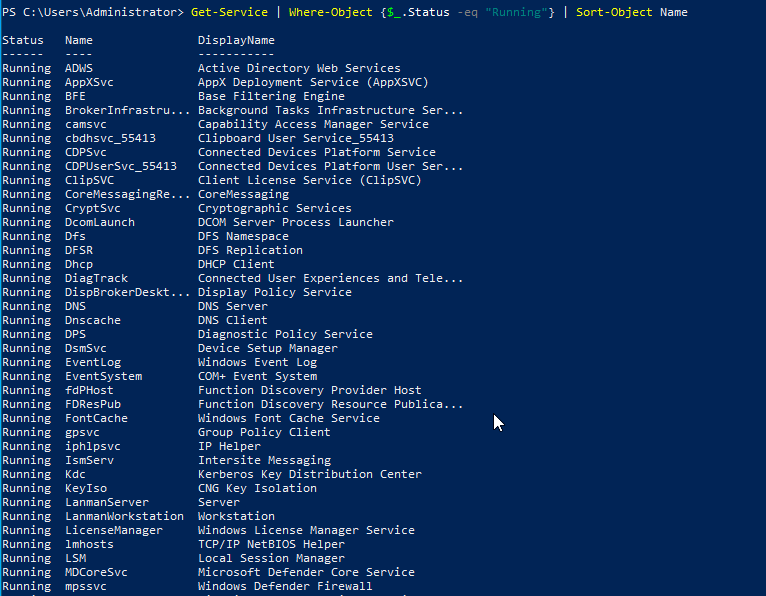 PS C:\Users\Administrator> Get-Service | Where-Object {$_.Status -eq "Running"} | Sort-Object Name
Status Name DisplayName
------ ---- -----------
Running ADWS Active Directory Web Services
Running AppXSvc AppX Deployment Service (AppXSVC)
Running BFE Base Filtering Engine
Running BrokerInfrastru... Background Tasks Infrastructure Ser...
Running camsvc Capability Access Manager Service
Running cbdhsvc_55413 Clipboard User Service_55413
Running CDPSvc Connected Devices Platform Service
Running CDPUserSvc_55413 Connected Devices Platform User Ser...
Running ClipSVC Client License Service (ClipSVC)
Running CoreMessagingRe... CoreMessaging
Running CryptSvc Cryptographic Services
Running DcomLaunch DCOM Server Process Launcher
Running Dfs DFS Namespace
Running DFSR DFS Replication
Running Dhcp DHCP Client
Running DiagTrack Connected User Experiences and Tele...
Running DispBrokerDeskt... Display Policy Service
Running DNS DNS Server
Running Dnscache DNS Client
Running DPS Diagnostic Policy Service
Running DsmSvc Device Setup Manager
Running EventLog Windows Event Log
Running EventSystem COM+ Event System
Running fdPHost Function Discovery Provider Host
Running FDResPub Function Discovery Resource Publica...
Running FontCache Windows Font Cache Service
Running gpsvc Group Policy Client
Running iphlpsvc IP Helper
Running IsmServ Intersite Messaging
Running Kdc Kerberos Key Distribution Center
Running KeyIso CNG Key Isolation
Running LanmanServer Server
Running LanmanWorkstation Workstation
Running LicenseManager Windows License Manager Service
Running lmhosts TCP/IP NetBIOS Helper
Running LSM Local Session Manager
Running MDCoreSvc Microsoft Defender Core Service
Running mpssvc Windows Defender Firewall